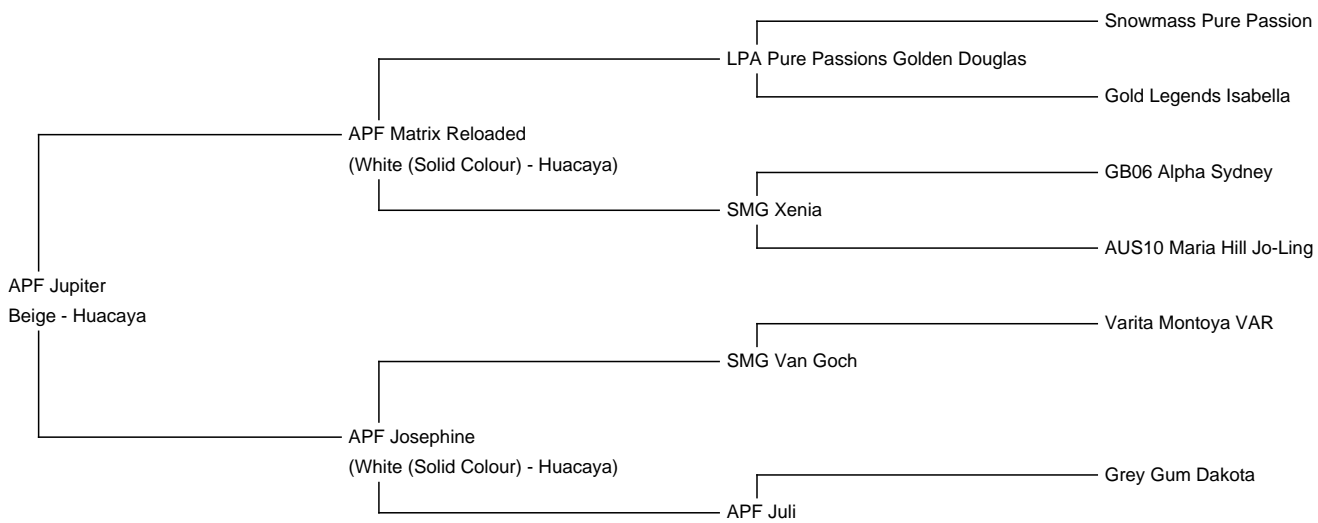 Snowmass Pure Passion
LPA Pure Passions Golden Douglas
Gold Legends Isabella
APF Matrix Reloaded
(White (Solid Colour) - Huacaya)
GB06 Alpha Sydney
SMG Xenia
AUS10 Maria Hill Jo-Ling
APF Jupiter
Beige - Huacaya
Varita Montoya VAR
SMG Van Goch
APF Josephine
(White (Solid Colour) - Huacaya)
Grey Gum Dakota
APF Juli